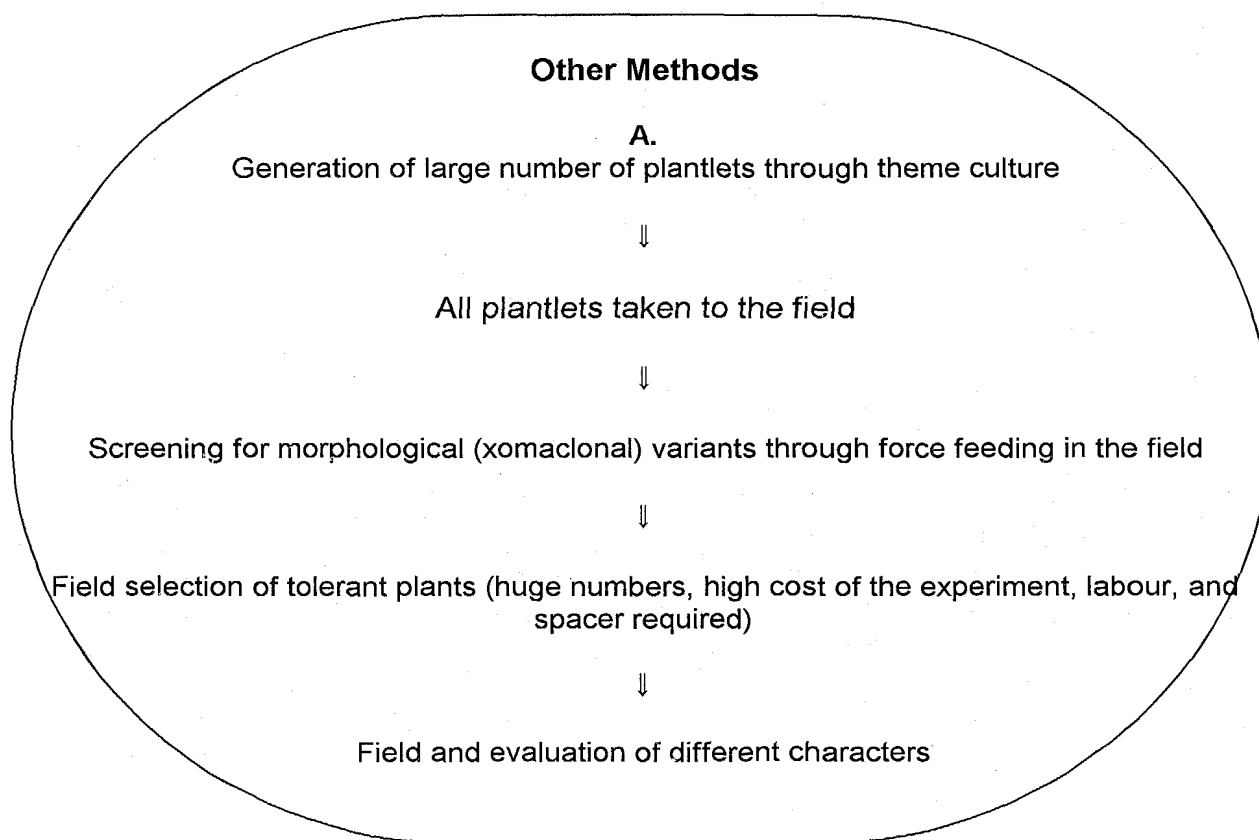 Other Methods
A.
Generation of large number of plantlets through theme culture
⇓
All plantlets taken to the field
⇓
Screening for morphological (xomaclonal) variants through force feeding in the field
⇓
Field selection of tolerant plants (huge numbers, high cost of the experiment, labour, and
spacer required)
⇓
Field and evaluation of different characters